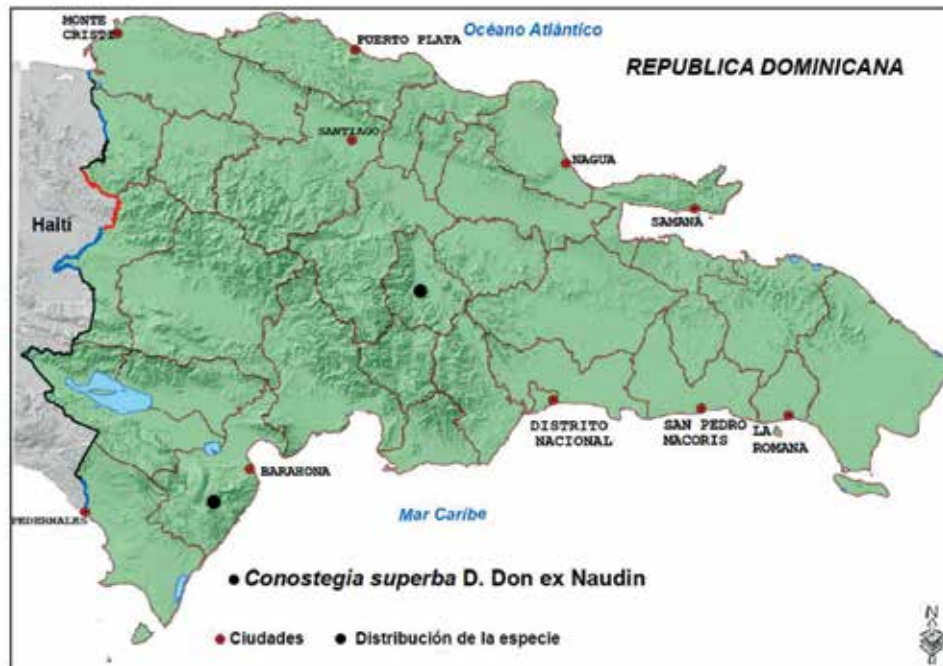 MONTE
CRISTI
PUERTO PLATA
Océano Atlántico
REPUBLICA DOMINICANA
SANTIAGO
NAGUA
SAMANÁ
Haití
DISTRITO
NACIONAL
SAN PEDRO
MACORIS
LA
ROMANA
BARAHONA
PEDERNALES
Mar Caribe
Conostegia superba D. Don ex Naudin
Ciudades
Distribución de la especie
N